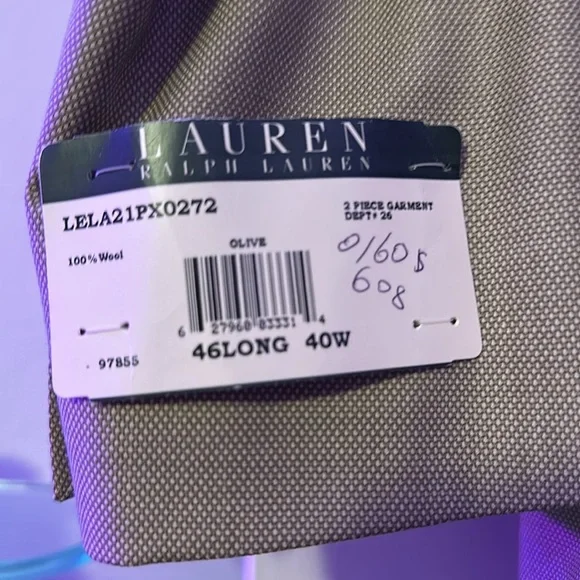 LAUREN
RALPH LAUREN
LELA21PX0272
2 PIECE GARMENT
DEPT# 26
100% Wool
OLIVE
0160$
608
6 27960 03331 4
46LONG 40W
97855